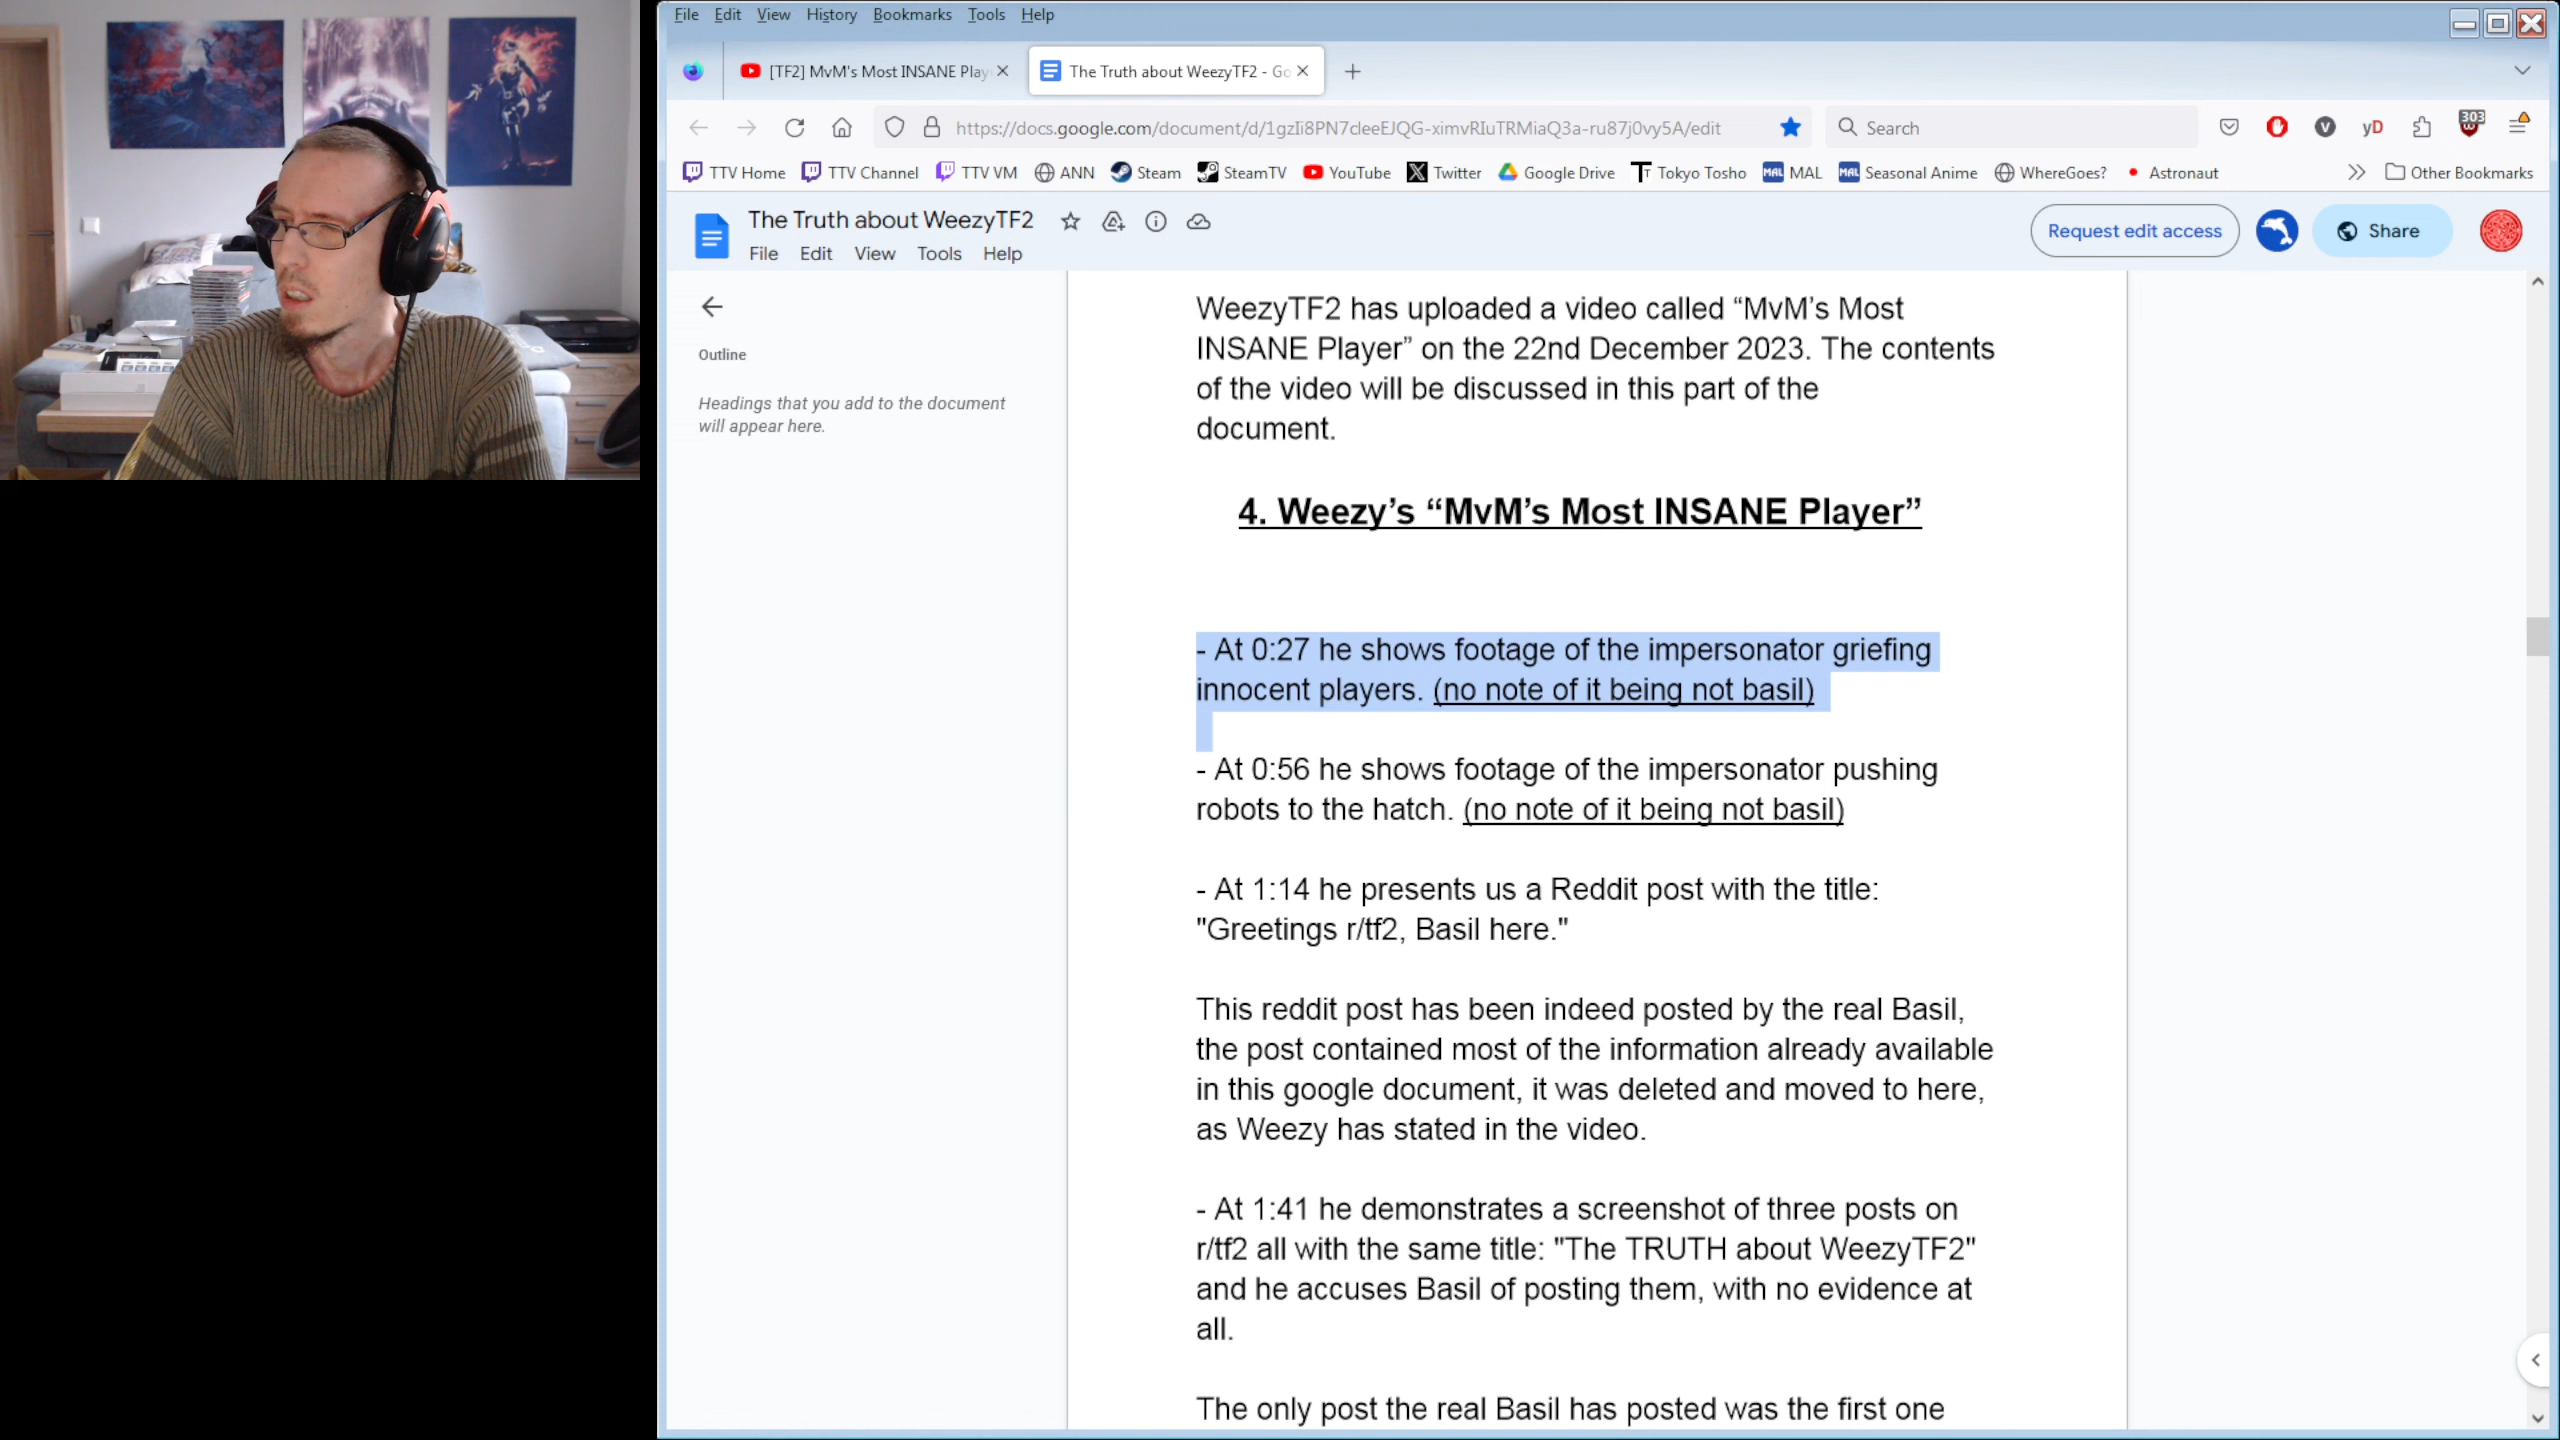 File Edit View History Bookmarks Tools Help
[TF2] MvM's Most INSANE Play
The Truth about WeezyTF2 - Go
https://docs.google.com/document/d/1gzIi8PN7cleeEJQG-ximvRIuTRMiaQ3a-ru87j0vy5A/edit
Search
303
TTV Home TTV Channel TTV VM ANN Steam SteamTV YouTube Twitter Google Drive Tokyo Tosho MAL Seasonal Anime WhereGoes? Astronaut Other Bookmarks
The Truth about WeezyTF2
File Edit View Tools Help
Request edit access
Share
Outline
Headings that you add to the document
will appear here.
WeezyTF2 has uploaded a video called “MvM’s Most
INSANE Player” on the 22nd December 2023. The contents
of the video will be discussed in this part of the
document.
4. Weezy’s “MvM’s Most INSANE Player”
- At 0:27 he shows footage of the impersonator griefing
innocent players. (no note of it being not basil)
- At 0:56 he shows footage of the impersonator pushing
robots to the hatch. (no note of it being not basil)
- At 1:14 he presents us a Reddit post with the title:
"Greetings r/tf2, Basil here."
This reddit post has been indeed posted by the real Basil,
the post contained most of the information already available
in this google document, it was deleted and moved to here,
as Weezy has stated in the video.
- At 1:41 he demonstrates a screenshot of three posts on
r/tf2 all with the same title: "The TRUTH about WeezyTF2"
and he accuses Basil of posting them, with no evidence at
all.
The only post the real Basil has posted was the first one